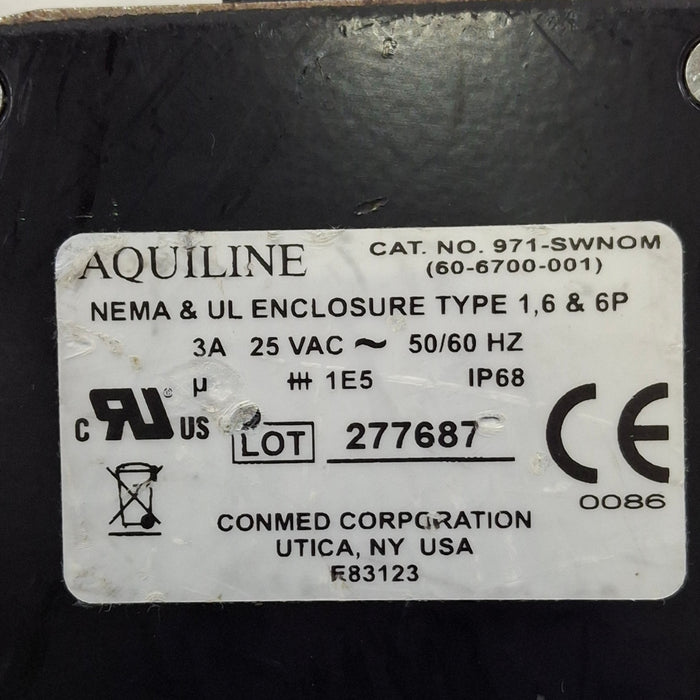 AQUILINE
CAT. NO. 971-SWNOM
(60-6700-001)
NEMA & UL ENCLOSURE TYPE 1,6 & 6P
3A 25 VAC ~ 50/60 HZ
µ 1E5 IP68
C RU® US
LOT 277687
CE
0086
CONMED CORPORATION
UTICA, NY USA
E83123